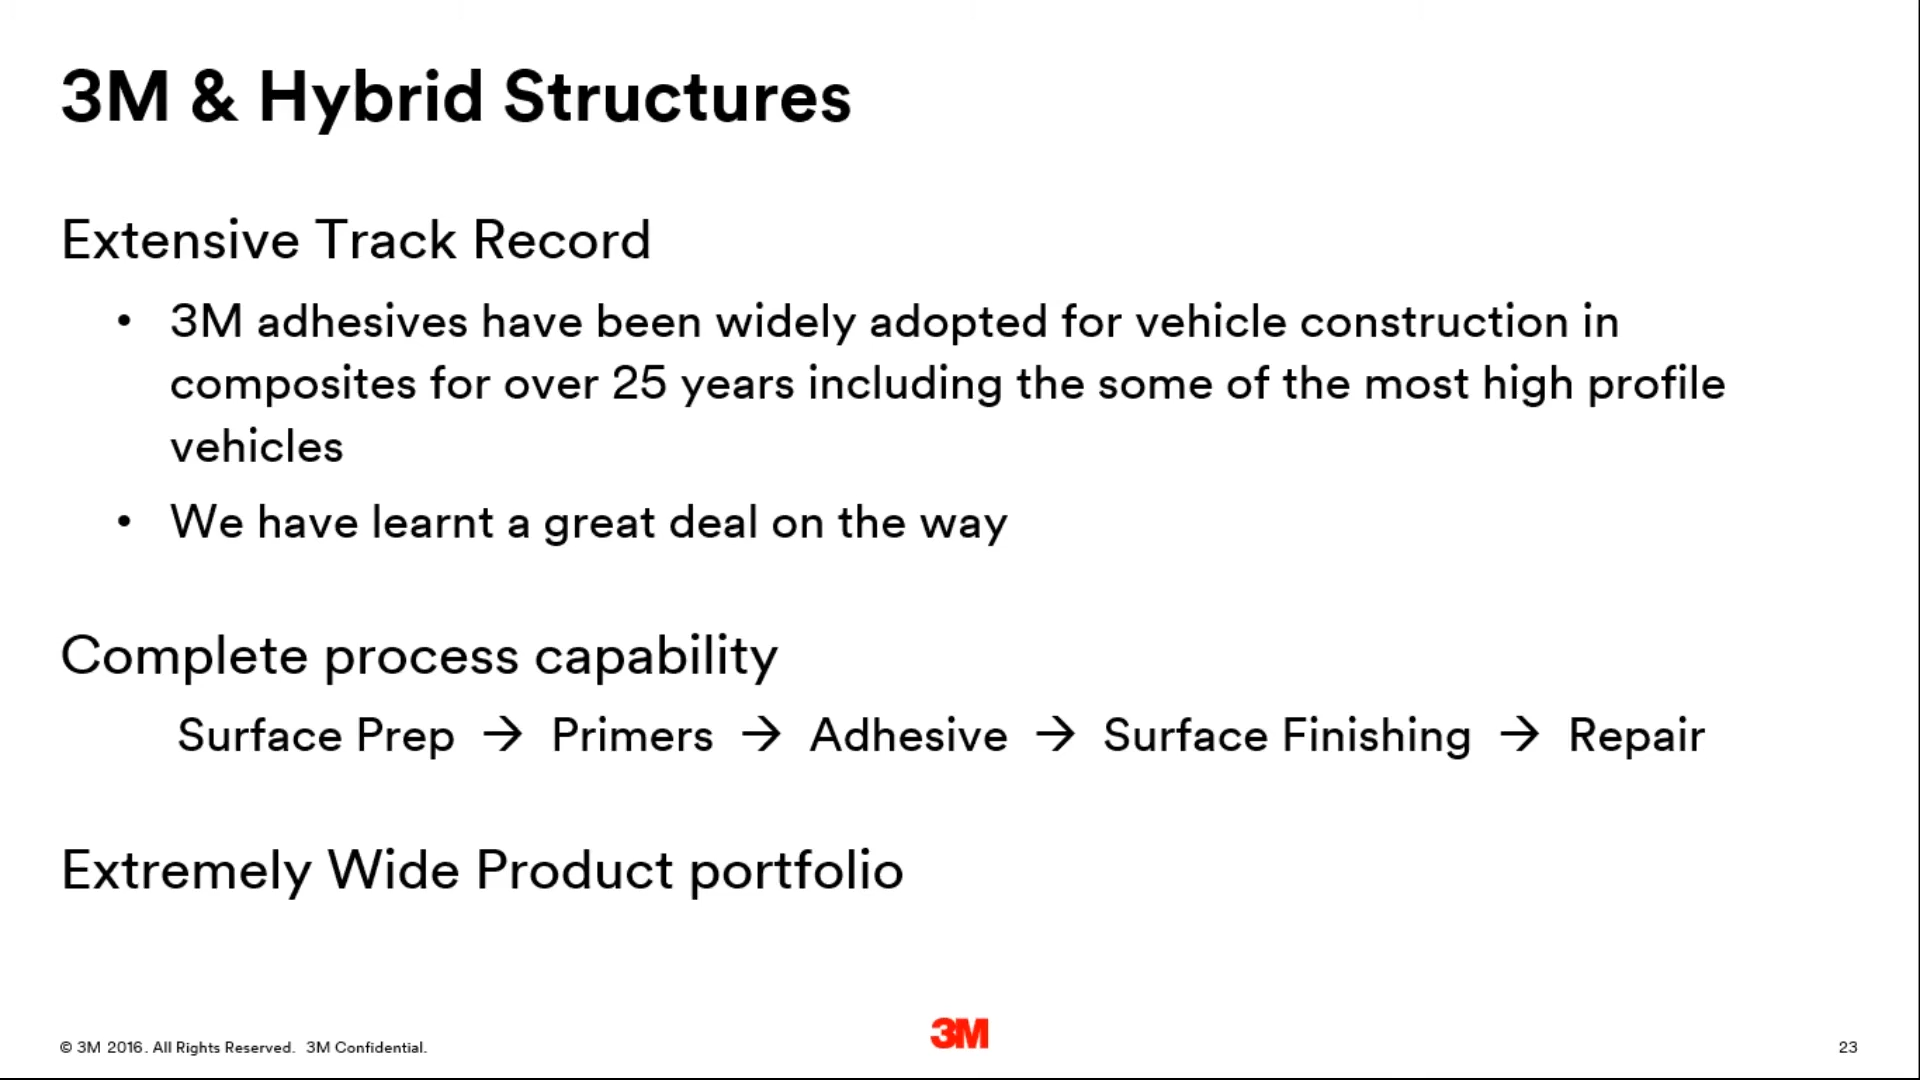 3M & Hybrid Structures
Extensive Track Record
• 3M adhesives have been widely adopted for vehicle construction in
composites for over 25 years including the some of the most high profile
vehicles
• We have learnt a great deal on the way
Complete process capability
Surface Prep → Primers → Adhesive → Surface Finishing → Repair
Extremely Wide Product portfolio
© 3M 2016. All Rights Reserved. 3M Confidential.
3M
23